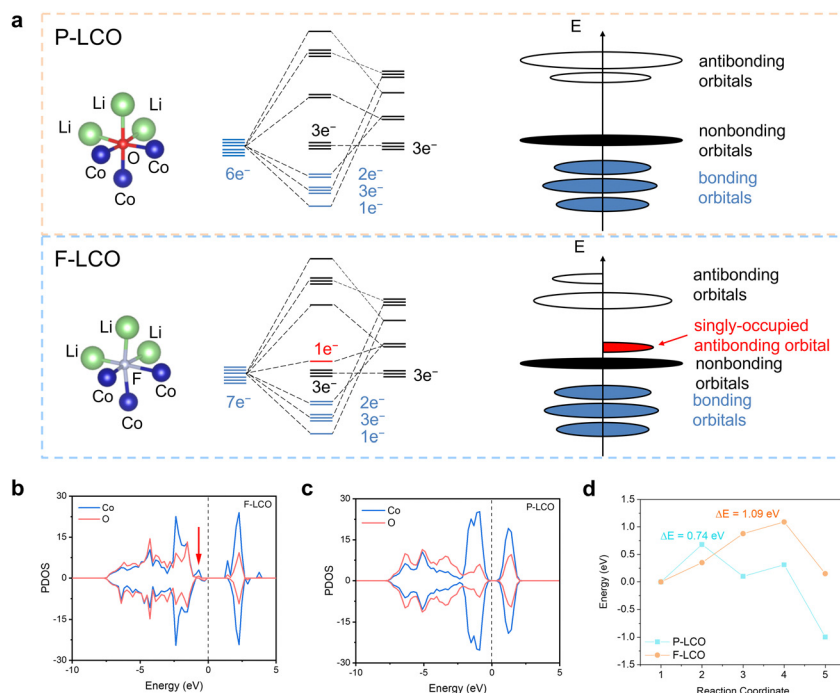 a
P-LCO
Li
Li
Li
O
Co
Co
Co
6e⁻
3e⁻
2e⁻
3e⁻
1e⁻
3e⁻
E
antibonding
orbitals
nonbonding
orbitals
bonding
orbitals
F-LCO
Li
Li
F
Co
Co
Co
7e⁻
1e⁻
3e⁻
2e⁻
3e⁻
1e⁻
3e⁻
E
antibonding
orbitals
singly-occupied
antibonding orbital
nonbonding
orbitals
bonding
orbitals
b
30
15
0
-15
-30
PDOS
Co
O
F-LCO
-10
-5
0
5
Energy (eV)
c
30
15
0
-15
-30
PDOS
Co
O
P-LCO
-10
-5
0
5
Energy (eV)
d
1.5
1.0
0.5
0.0
-0.5
-1.0
-1.5
Energy (eV)
ΔE = 1.09 eV
ΔE = 0.74 eV
P-LCO
F-LCO
1 2 3 4 5
Reaction Coordinate